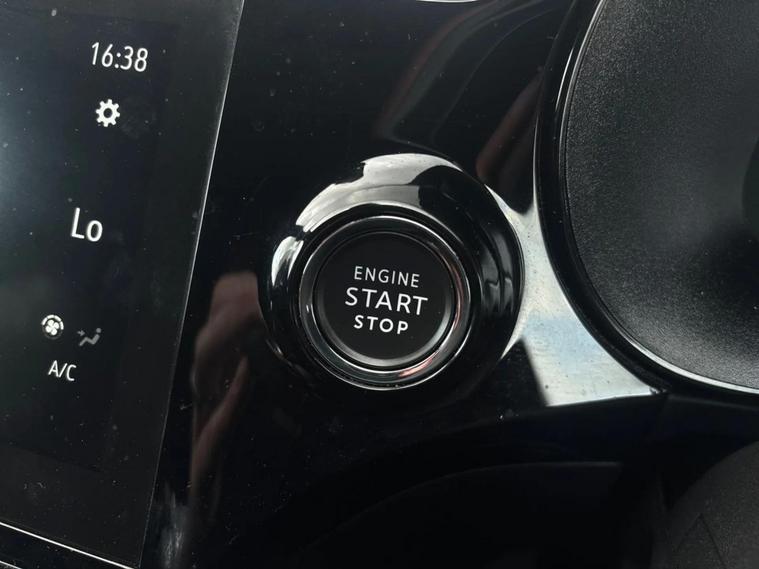 16:38
Lo
A/C
ENGINE
START
STOP